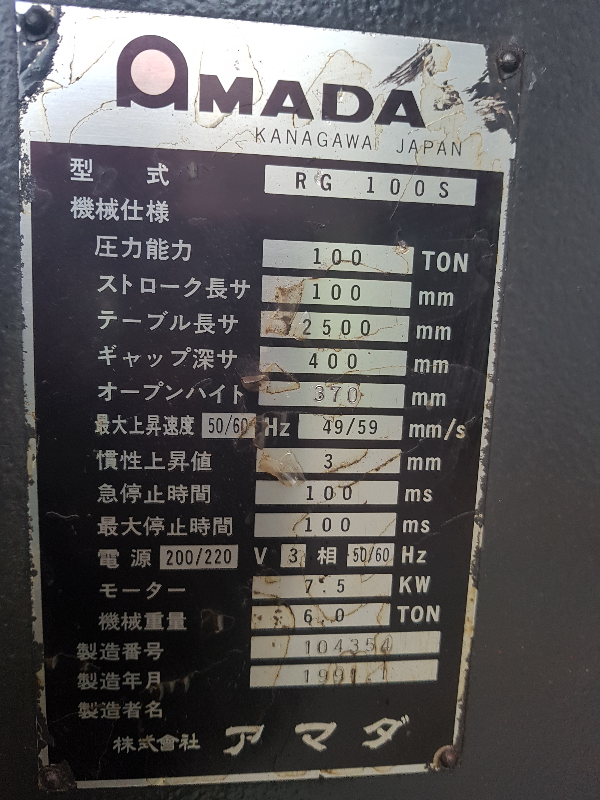 AMADA
KANAGAWA JAPAN
型 式 RG 100S
機械仕様
圧力能力 100 TON
ストローク長サ 100 mm
テーブル長サ 2500 mm
ギャップ深サ 400 mm
オープンハイト 370 mm
最大上昇速度 50/60 Hz 49/59 mm/s
慣性上昇値 3 mm
急停止時間 100 ms
最大停止時間 100 ms
電源 200/220 V 3 相 50/60 Hz
モーター 7.5 KW
機械重量 6.0 TON
製造番号 104354
製造年月 1991.1
製造者名
株式會社 アマダ